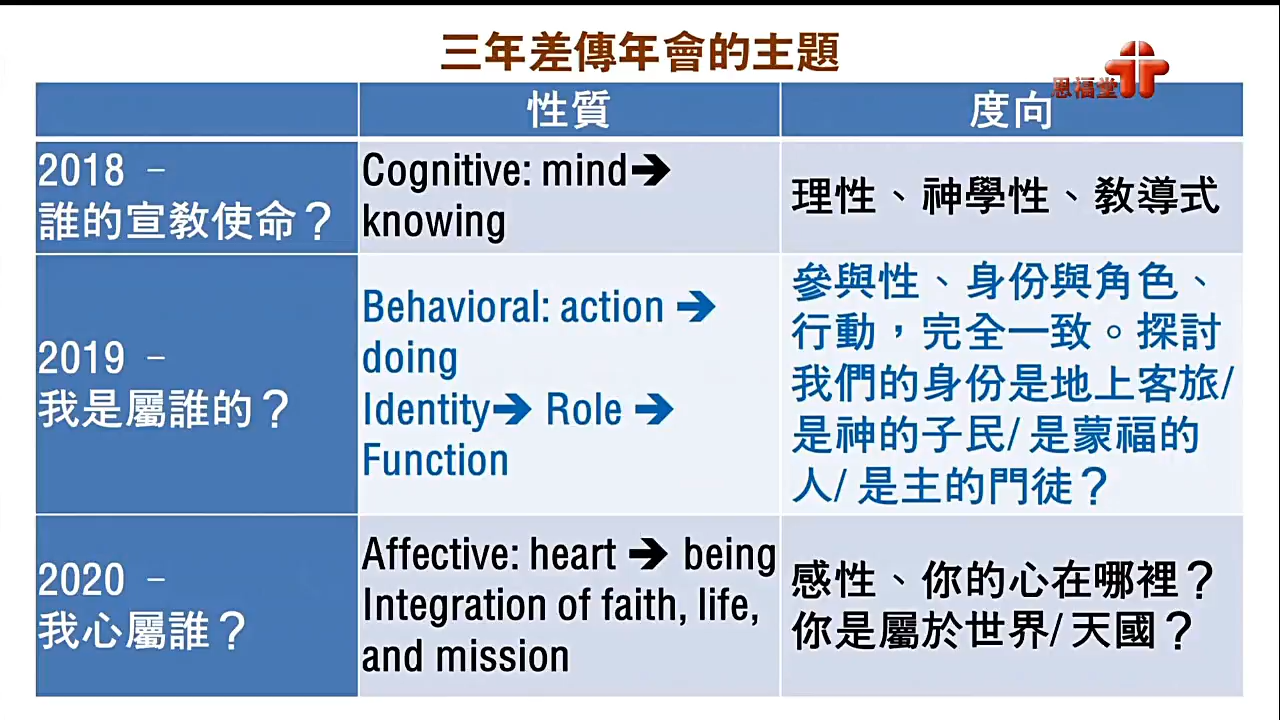 三年差傳年會的主題
恩福堂
性質
度向
2018 –
誰的宣教使命？
Cognitive: mind➔
knowing
理性、神學性、教導式
2019 –
我是屬誰的？
Behavioral: action ➔
doing
Identity➔ Role ➔
Function
參與性、身份與角色、
行動，完全一致。探討
我們的身份是地上客旅/
是神的子民/ 是蒙福的
人/ 是主的門徒？
2020 –
我心屬誰？
Affective: heart ➔ being
Integration of faith, life,
and mission
感性、你的心在哪裡？
你是屬於世界/ 天國？